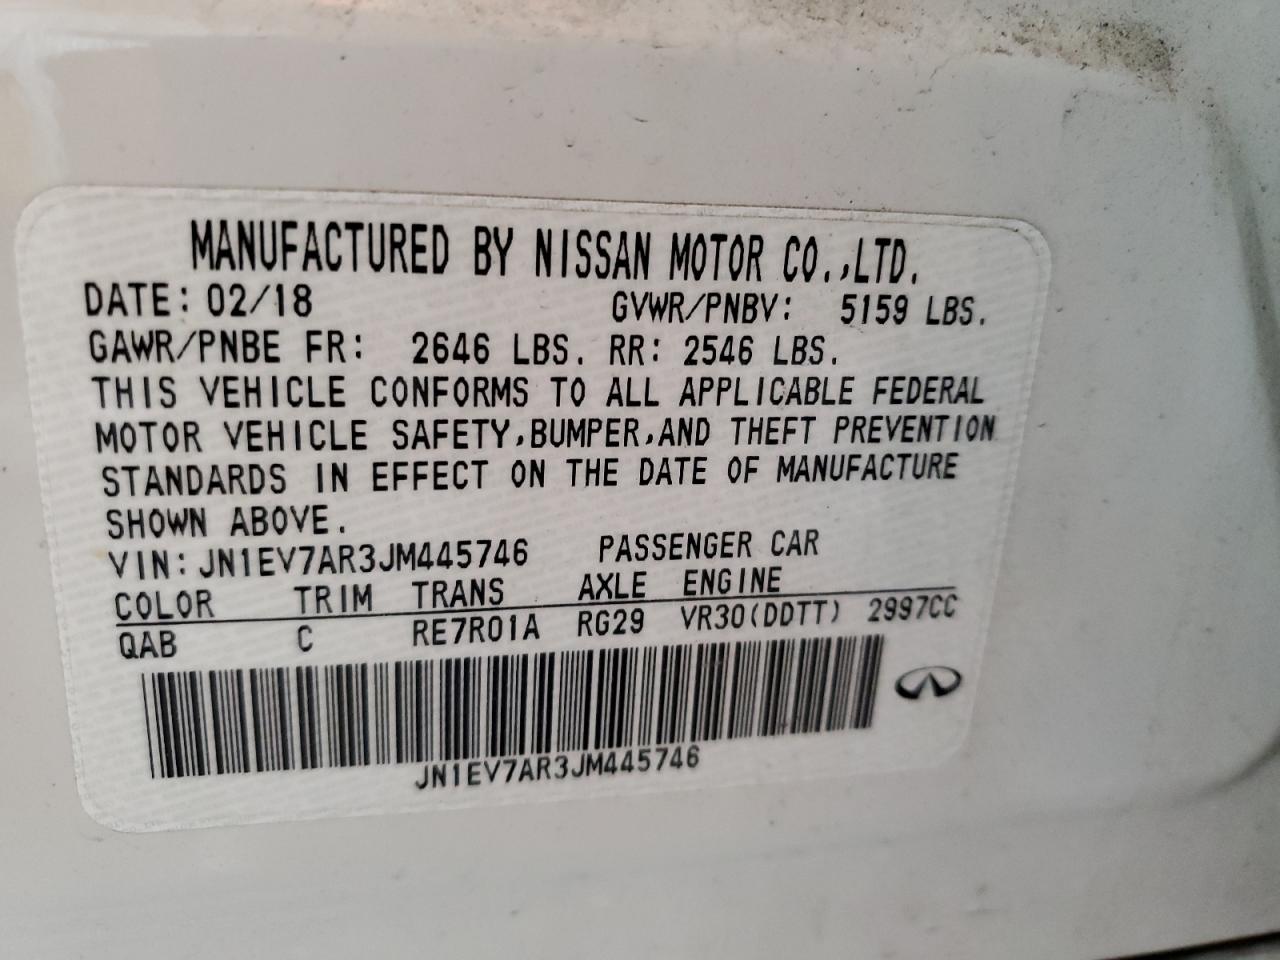 MANUFACTURED BY NISSAN MOTOR CO.,LTD.
DATE: 02/18 GVWR/PNBV: 5159 LBS.
GAWR/PNBE FR: 2646 LBS. RR: 2546 LBS.
THIS VEHICLE CONFORMS TO ALL APPLICABLE FEDERAL
MOTOR VEHICLE SAFETY,BUMPER,AND THEFT PREVENTION
STANDARDS IN EFFECT ON THE DATE OF MANUFACTURE
SHOWN ABOVE.
VIN: JN1EV7AR3JM445746 PASSENGER CAR
COLOR TRIM TRANS AXLE ENGINE
QAB C RE7R01A RG29 VR30(DDTT) 2997CC
JN1EV7AR3JM445746